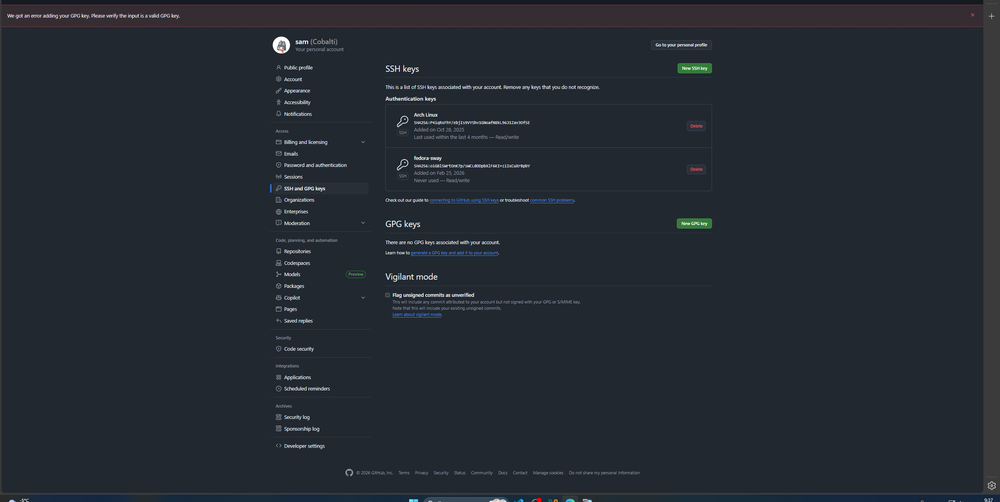 We got an error adding your GPG key. Please verify the input is a valid GPG key.
sam (Cobalti)
Your personal account
Go to your personal profile
Public profile
Account
Appearance
Accessibility
Notifications
Access
Billing and licensing
Emails
Password and authentication
Sessions
SSH and GPG keys
Organizations
Enterprises
Moderation
Code, planning, and automation
Repositories
Codespaces
Models Preview
Packages
Copilot
Pages
Saved replies
Security
Code security
Integrations
Applications
Scheduled reminders
Archives
Security log
Sponsorship log
Developer settings
SSH keys
New SSH key
This is a list of SSH keys associated with your account. Remove any keys that you do not recognize.
Authentication keys
Arch Linux
SHA256:P4iqRxFhY/ebjIs9VYShv1GNoafN8kL96J1Zav3OfSE
Added on Oct 28, 2025
Last used within the last 4 months — Read/write
SSH
Delete
fedora-sway
SHA256:oiGBlSWrtOnK7p/sWCL0DDpbXlF6KI+ziIxCuXrBpbY
Added on Feb 25, 2026
Never used — Read/write
SSH
Delete
Check out our guide to connecting to GitHub using SSH keys or troubleshoot common SSH problems.
GPG keys
New GPG key
There are no GPG keys associated with your account.
Learn how to generate a GPG key and add it to your account.
Vigilant mode
Flag unsigned commits as unverified
This will include any commit attributed to your account but not signed with your GPG or S/MIME key.
Note that this will include your existing unsigned commits.
Learn about vigilant mode.
© 2026 GitHub, Inc. Terms Privacy Security Status Community Docs Contact Manage cookies Do not share my personal information
-5°C
9:37